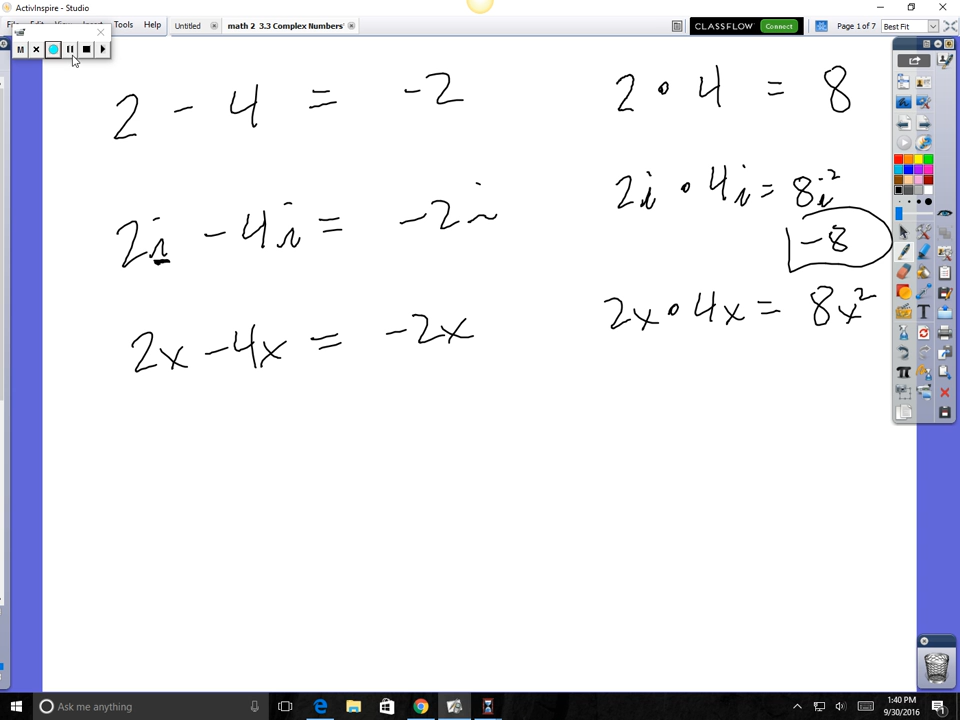 ActivInspire - Studio
Tools Help Untitled math 2 3.3 Complex Numbers* CLASSFLOW Connect Page 1 of 7 Best Fit
M
2 - 4 = -2
2 • 4 = 8
2i • 4i = 8i²
2i - 4i = -2i
-8
2x • 4x = 8x²
2x - 4x = -2x
T
π
Ask me anything
1:40 PM
9/30/2016